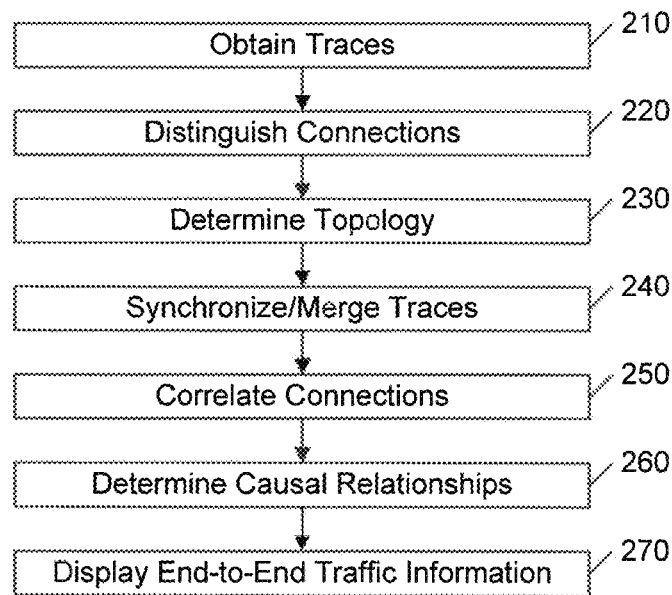 210
Obtain Traces
220
Distinguish Connections
230
Determine Topology
240
Synchronize/Merge Traces
250
Correlate Connections
260
Determine Causal Relationships
270
Display End-to-End Traffic Information